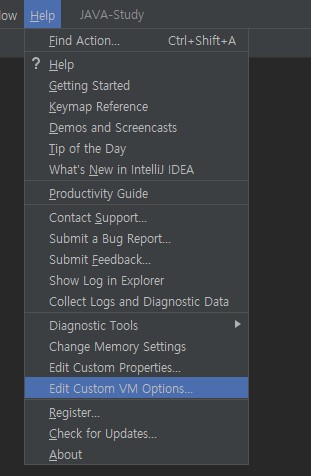 Help JAVA-Study
Find Action... Ctrl+Shift+A
? Help
Getting Started
Keymap Reference
Demos and Screencasts
Tip of the Day
What's New in IntelliJ IDEA
Productivity Guide
Contact Support...
Submit a Bug Report...
Submit Feedback...
Show Log in Explorer
Collect Logs and Diagnostic Data
Diagnostic Tools
Change Memory Settings
Edit Custom Properties...
Edit Custom VM Options...
Register...
Check for Updates...
About